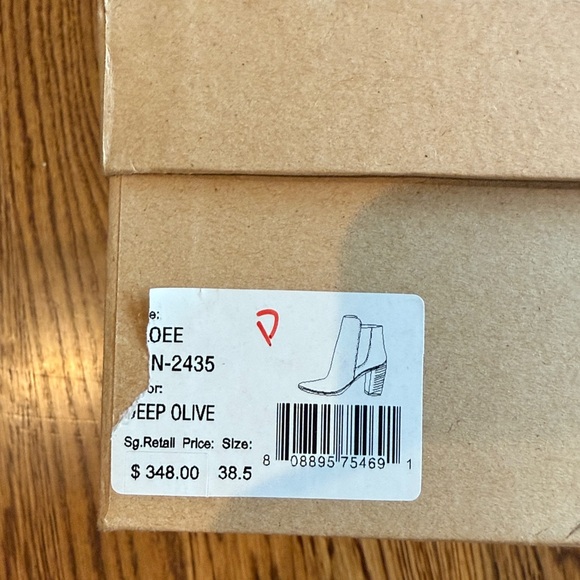 e:
OEE
N-2435
or:
DEEP OLIVE
Sg.Retail Price: Size:
$ 348.00 38.5
D
8 08895 75469 1